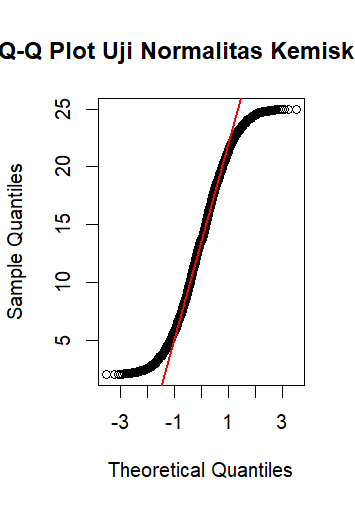 Q-Q Plot Uji Normalitas Kemisk
25
20
15
10
5
Sample Quantiles
-3 -1 1 3
Theoretical Quantiles